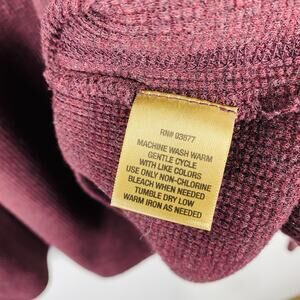 RN# 93877
MACHINE WASH WARM
GENTLE CYCLE
WITH LIKE COLORS
USE ONLY NON-CHLORINE
BLEACH WHEN NEEDED
TUMBLE DRY LOW
WARM IRON AS NEEDED